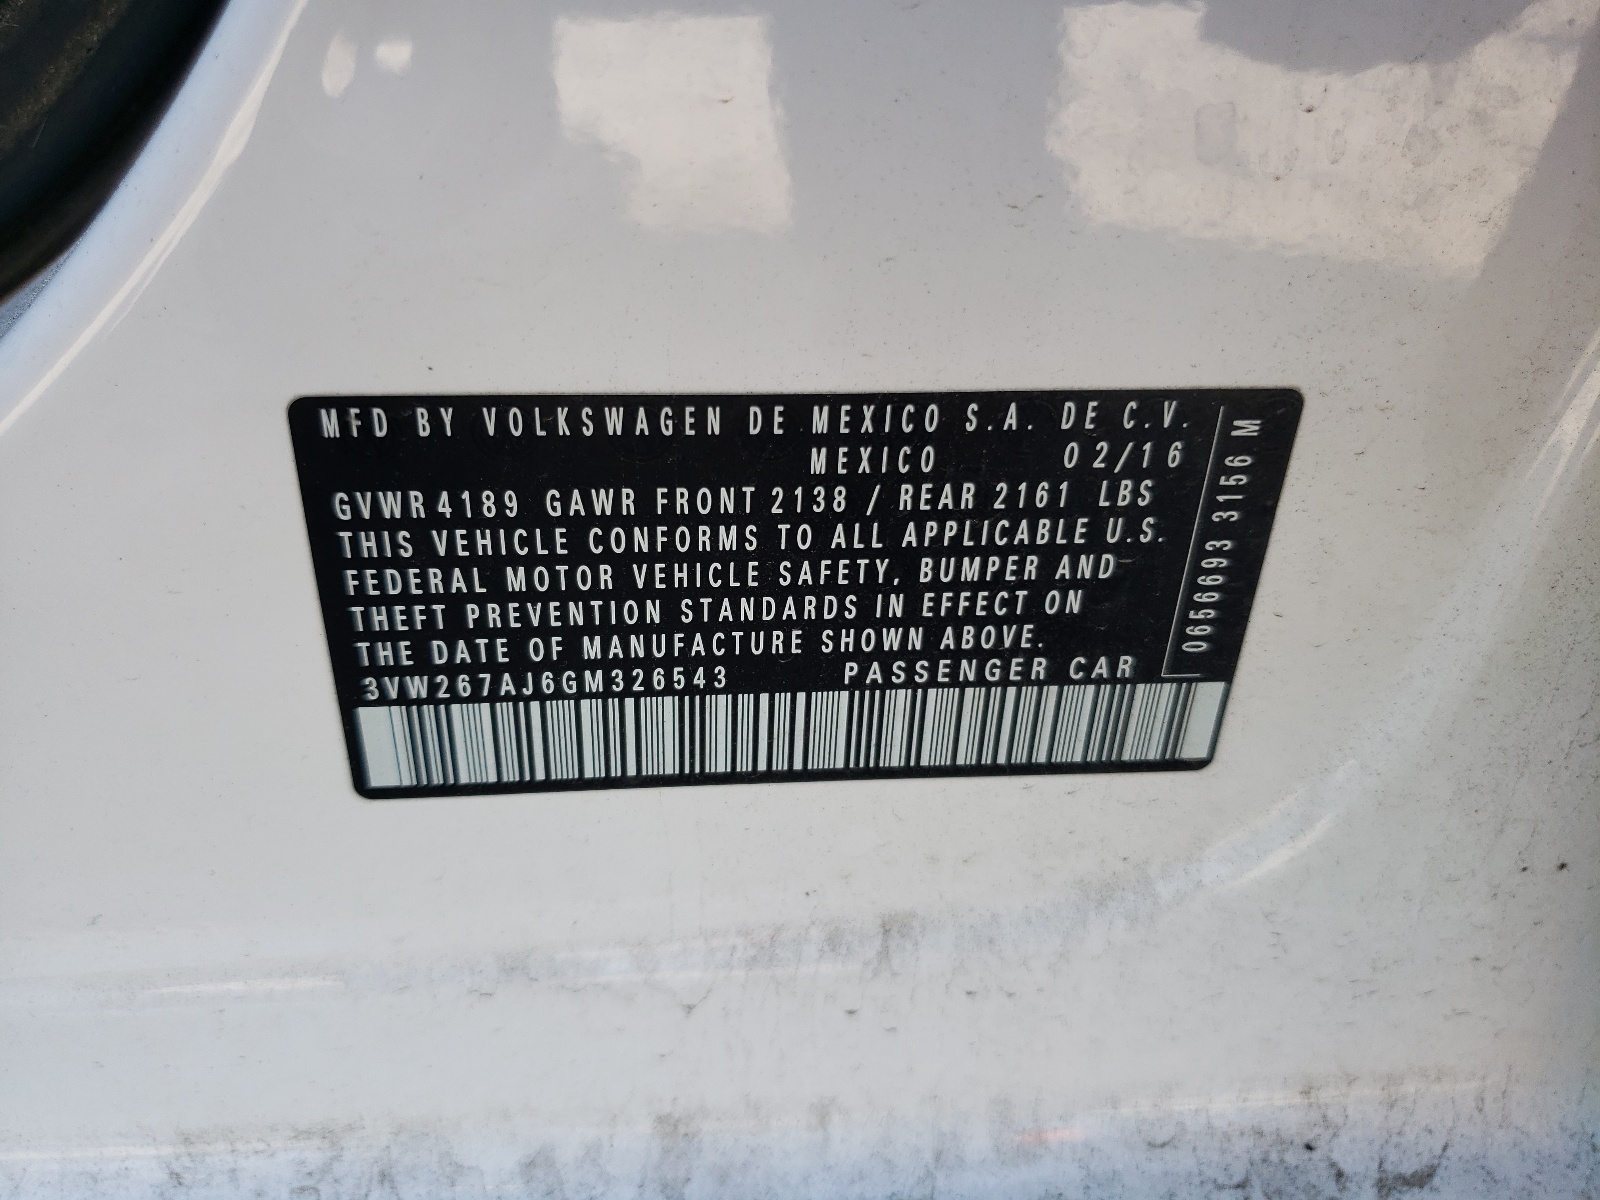 MFD BY VOLKSWAGEN DE MEXICO S.A. DE C.V.
MEXICO 02/16
GVWR 4189 GAWR FRONT 2138 / REAR 2161 LBS
THIS VEHICLE CONFORMS TO ALL APPLICABLE U.S.
FEDERAL MOTOR VEHICLE SAFETY, BUMPER AND
THEFT PREVENTION STANDARDS IN EFFECT ON
THE DATE OF MANUFACTURE SHOWN ABOVE.
3VW267AJ6GM326543 PASSENGER CAR
0656693 3156 M